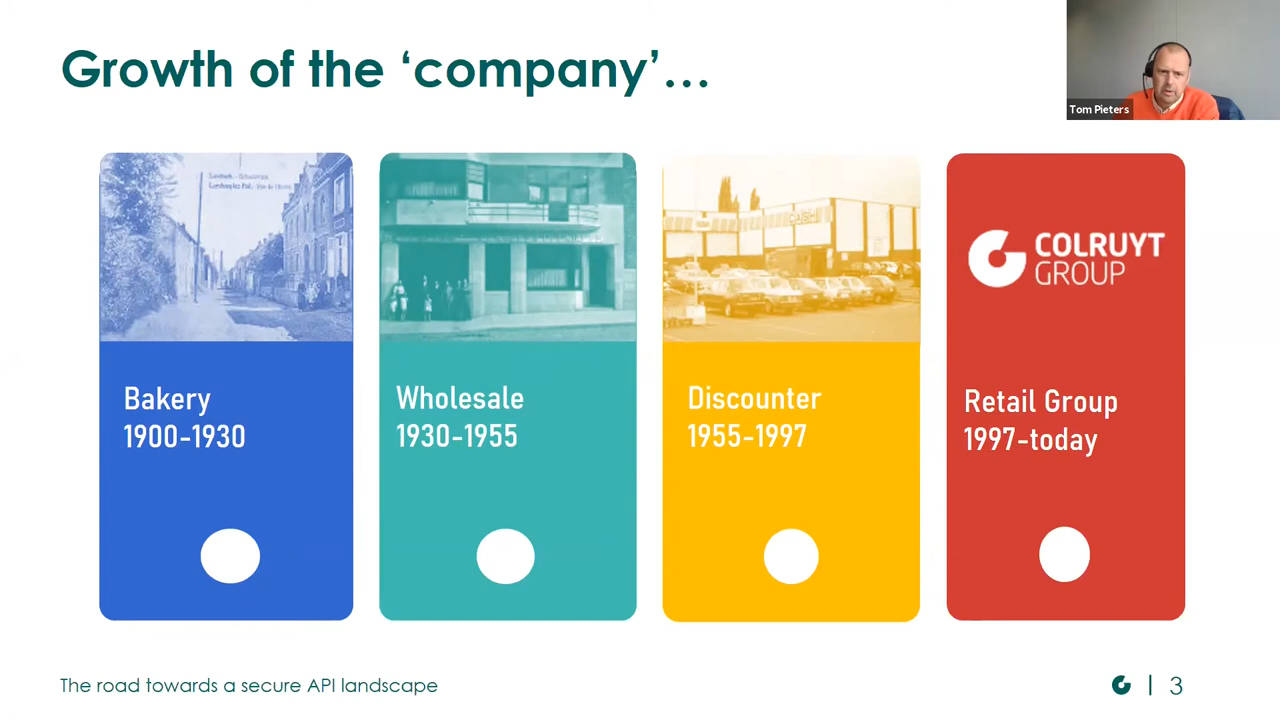 Growth of the ‘company’…
Tom Pieters
CASH
COLRUYT
GROUP
Bakery
1900-1930
Wholesale
1930-1955
Discounter
1955-1997
Retail Group
1997-today
The road towards a secure API landscape
3